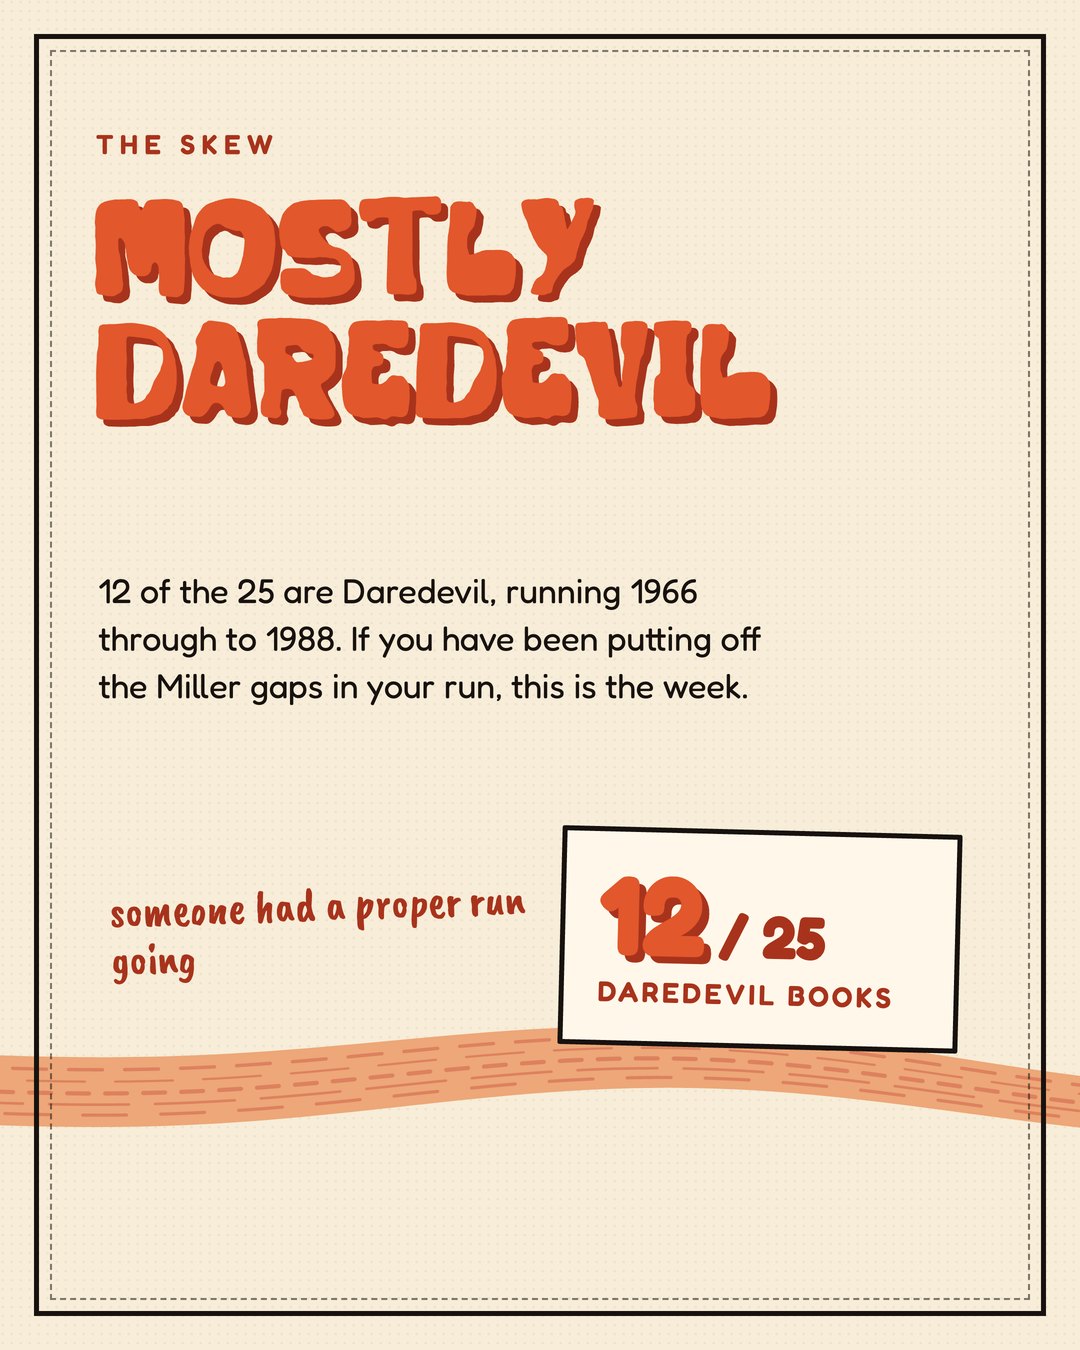 THE SKEW
MOSTLY
DAREDEVIL
12 of the 25 are Daredevil, running 1966
through to 1988. If you have been putting off
the Miller gaps in your run, this is the week.
someone had a proper run
going
12 / 25
DAREDEVIL BOOKS